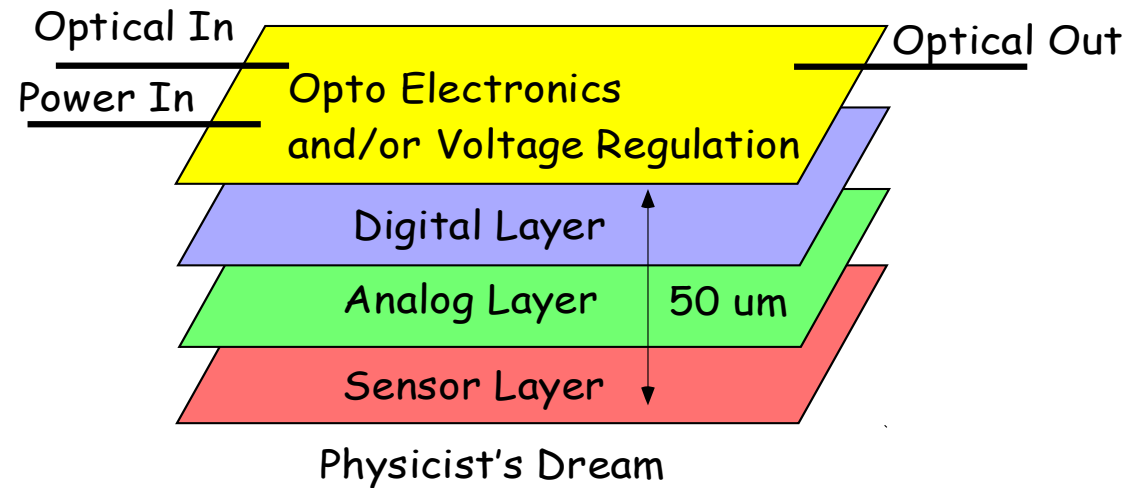 Optical In
Optical Out
Power In
Opto Electronics
and/or Voltage Regulation
Digital Layer
Analog Layer
50 um
Sensor Layer
Physicist's Dream